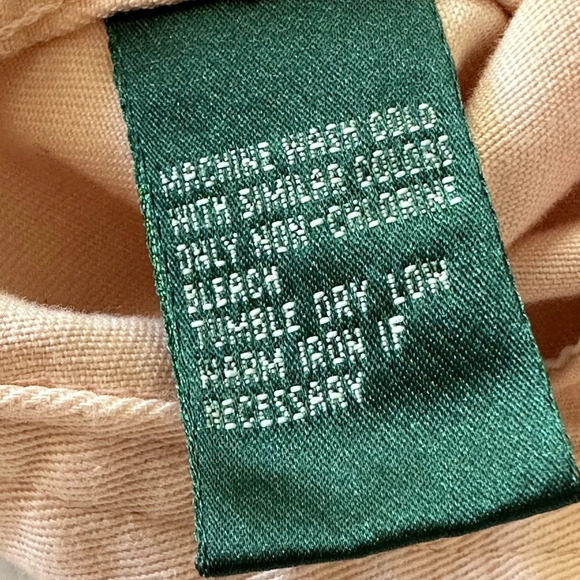 MACHINE WASH COLD
WITH SIMILAR COLORS
ONLY NON-CHLORINE
BLEACH
TUMBLE DRY LOW
WARM IRON IF
NECESSARY